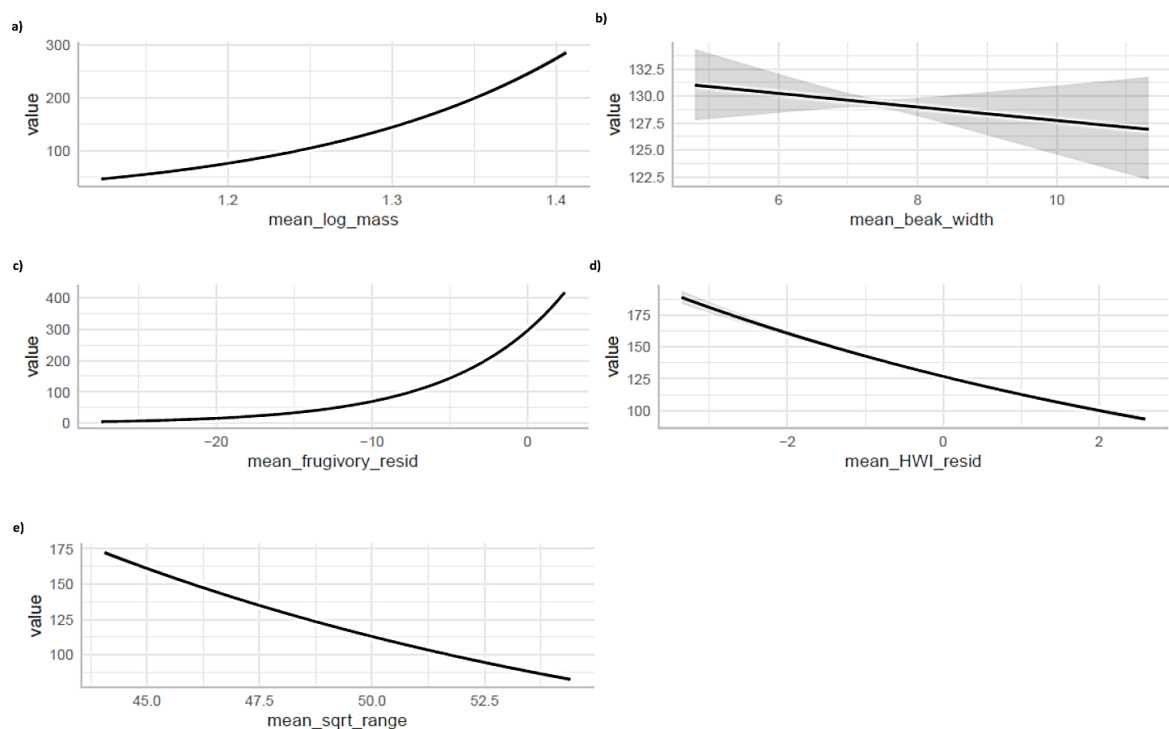 a)
300
200
100
value
1.2 1.3 1.4
mean_log_mass
b)
132.5
130.0
127.5
125.0
122.5
value
6 8 10
mean_beak_width
c)
400
300
200
100
0
value
−20 −10 0
mean_frugivory_resid
d)
175
150
125
100
value
−2 0 2
mean_HWI_resid
e)
175
150
125
100
value
45.0 47.5 50.0 52.5
mean_sqrt_range